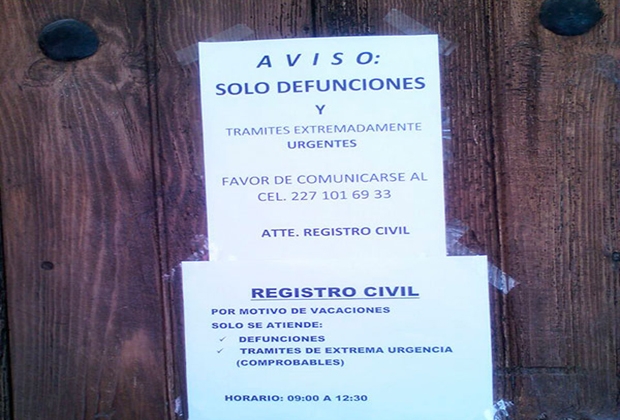 AVISO:
SOLO DEFUNCIONES
Y
TRAMITES EXTREMADAMENTE
URGENTES
FAVOR DE COMUNICARSE AL
CEL. 227 101 69 33
ATTE. REGISTRO CIVIL
REGISTRO CIVIL
POR MOTIVO DE VACACIONES
SOLO SE ATIENDE:
✓ DEFUNCIONES
✓ TRAMITES DE EXTREMA URGENCIA
(COMPROBABLES)
HORARIO: 09:00 A 12:30